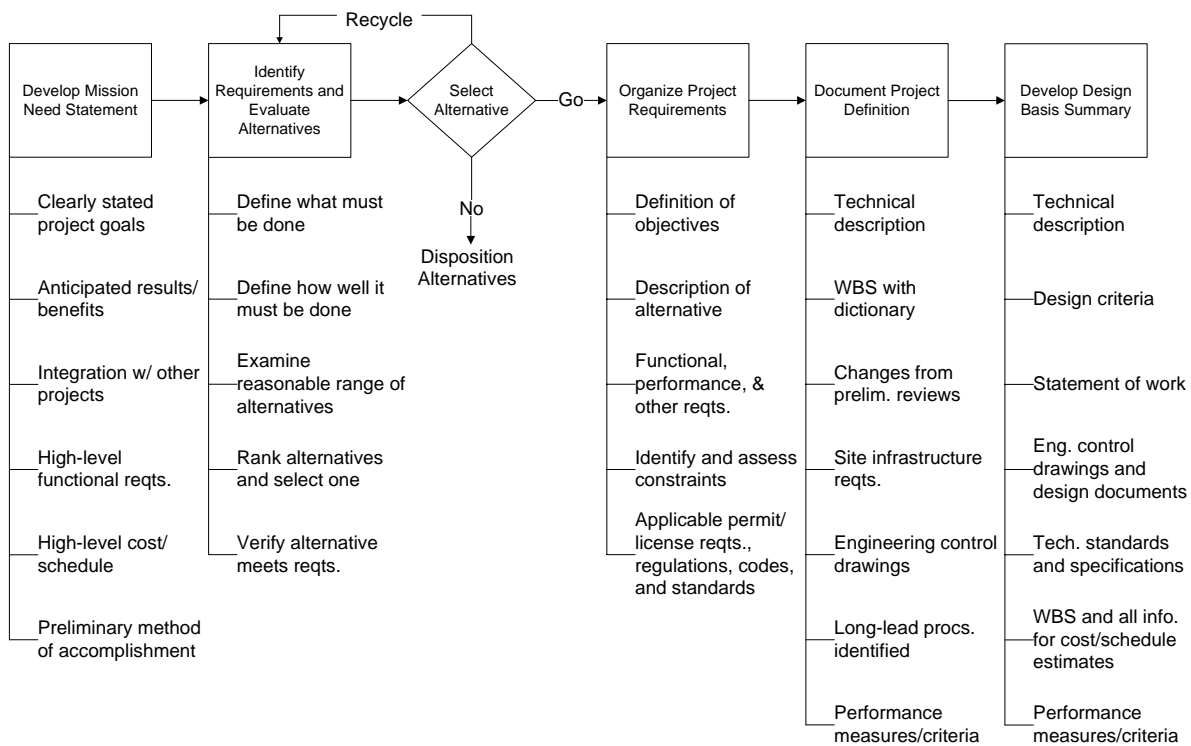 Recycle
Develop Mission
Need Statement
Identify
Requirements and
Evaluate
Alternatives
Select
Alternative
Go
Organize Project
Requirements
Document Project
Definition
Develop Design
Basis Summary
No
Disposition
Alternatives
Clearly stated
project goals
Anticipated results/
benefits
Integration w/ other
projects
High-level
functional reqts.
High-level cost/
schedule
Preliminary method
of accomplishment
Define what must
be done
Define how well it
must be done
Examine
reasonable range of
alternatives
Rank alternatives
and select one
Verify alternative
meets reqts.
Definition of
objectives
Description of
alternative
Functional,
performance, &
other reqts.
Identify and assess
constraints
Applicable permit/
license reqts.,
regulations, codes,
and standards
Technical
description
WBS with
dictionary
Changes from
prelim. reviews
Site infrastructure
reqts.
Engineering control
drawings
Long-lead procs.
identified
Performance
measures/criteria
Technical
description
Design criteria
Statement of work
Eng. control
drawings and
design documents
Tech. standards
and specifications
WBS and all info.
for cost/schedule
estimates
Performance
measures/criteria